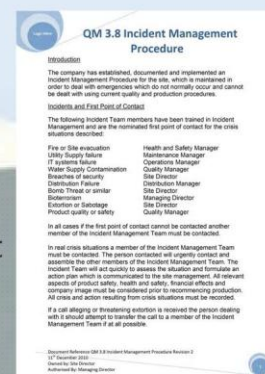 Logo Here
QM 3.8 Incident Management
Procedure
Introduction
The company has established, documented and implemented an
Incident Management Procedure for the site, which is maintained in
order to deal with emergencies which do not normally occur and cannot
be dealt with using current quality and production procedures.
Incidents and First Point of Contact
The following Incident Team members have been trained in Incident
Management and are the nominated first point of contact for the crisis
situations described:
Fire or Site evacuation Health and Safety Manager
Utility Supply failure Maintenance Manager
IT systems failure Operations Manager
Water Supply Contamination Quality Manager
Breaches of security Site Director
Distribution Failure Distribution Manager
Bomb Threat or similar Site Director
Bioterrorism Managing Director
Extortion or Sabotage Site Director
Product quality or safety Quality Manager
In all cases if the first point of contact cannot be contacted another
member of the Incident Management Team must be contacted.
In real crisis situations a member of the Incident Management Team
must be contacted. The person contacted will urgently contact and
assemble the other members of the Incident Management Team. The
Incident Team will act quickly to assess the situation and formulate an
action plan which is communicated to the site management. All relevant
aspects of product safety, health and safety, financial effects and
company image must be considered prior to recommencing production.
All crisis and action resulting from crisis situations must be recorded.
If a call alleging or threatening extortion is received the person dealing
with it should attempt to transfer the call to a member of the Incident
Management Team if at all possible.
Document Reference QM 3.8 Incident Management Procedure Revision 2
11th December 2010
Owned by: Site Director
Authorised By: Managing Director